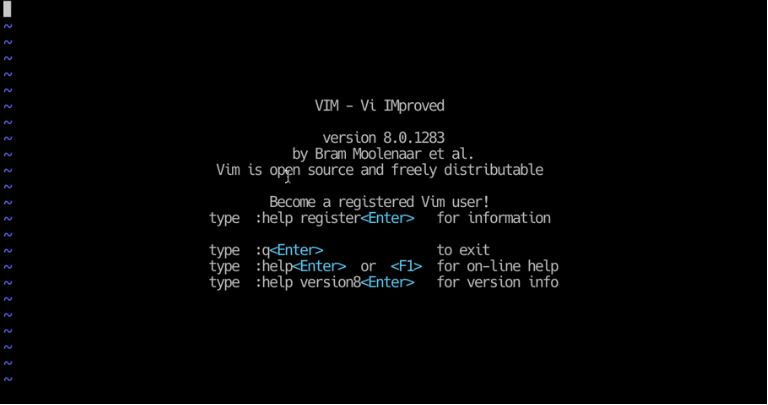 ~
~
~
~
~
VIM - Vi IMproved
~
~
version 8.0.1283
~
by Bram Moolenaar et al.
~
Vim is open source and freely distributable
~
~
Become a registered Vim user!
~
type :help register<Enter> for information
~
~
type :q<Enter> to exit
~
type :help<Enter> or <F1> for on-line help
~
type :help version8<Enter> for version info
~
~
~
~
~
~